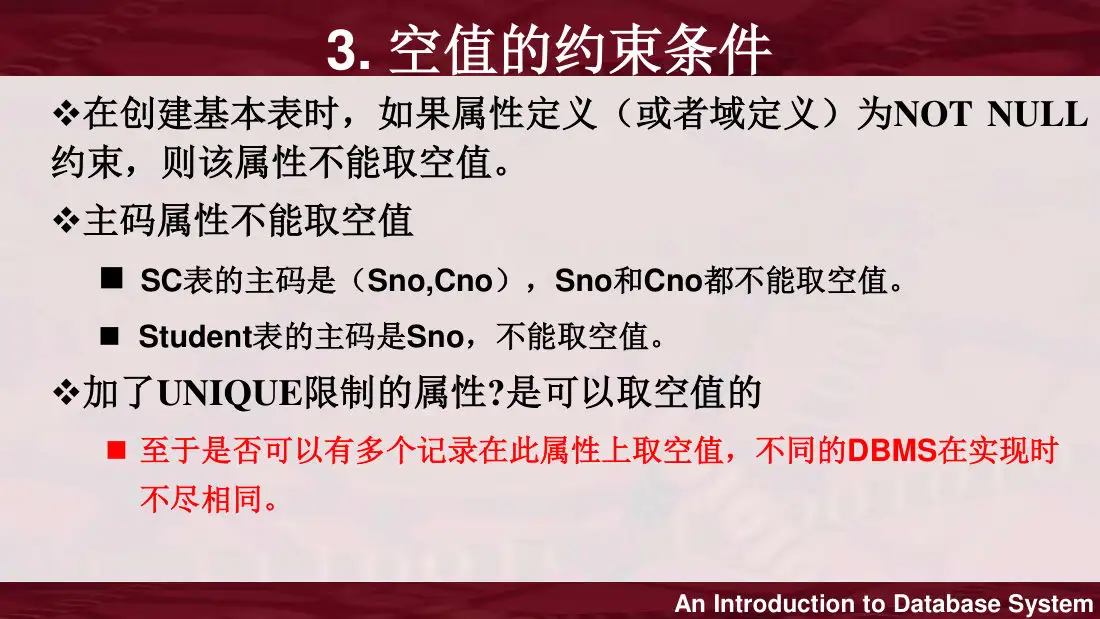 3. 空值的约束条件
❖在创建基本表时，如果属性定义（或者域定义）为NOT NULL
约束，则该属性不能取空值。
❖主码属性不能取空值
■ SC表的主码是（Sno,Cno），Sno和Cno都不能取空值。
■ Student表的主码是Sno，不能取空值。
❖加了UNIQUE限制的属性?是可以取空值的
■ 至于是否可以有多个记录在此属性上取空值，不同的DBMS在实现时
不尽相同。
An Introduction to Database System